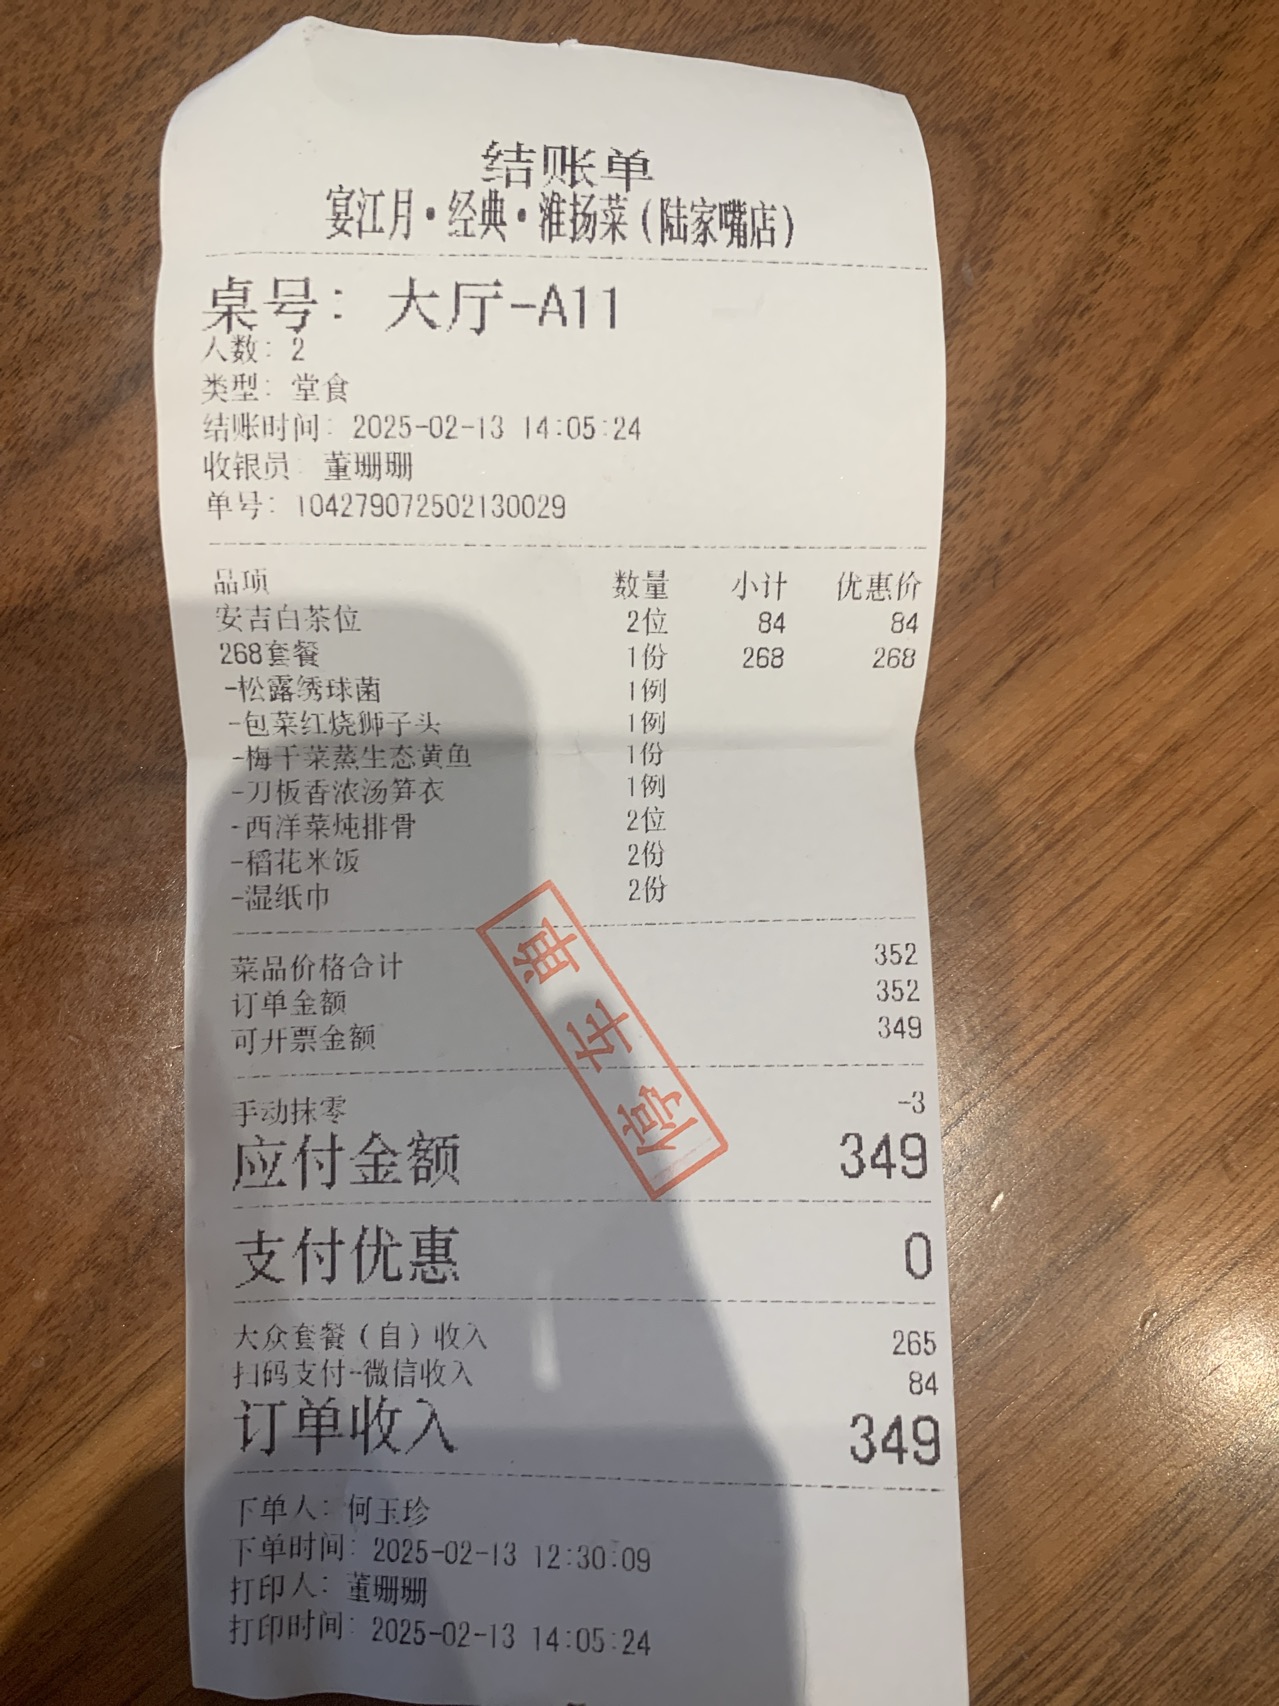 结账单
宴江月·经典·淮扬菜(陆家嘴店)
桌号: 大厅-A11
人数: 2
类型: 堂食
结账时间: 2025-02-13 14:05:24
收银员: 董珊珊
单号: 104279072502130029
品项 数量 小计 优惠价
安吉白茶位 2位 84 84
268套餐 1份 268 268
-松露绣球菌 1例
-包菜红烧狮子头 1例
-梅干菜蒸生态黄鱼 1份
-刀板香浓汤笋衣 1例
-西洋菜炖排骨 2位
-稻花米饭 2份
-湿纸巾 2份
菜品价格合计 352
订单金额 352
可开票金额 349
手动抹零 -3
应付金额 349
支付优惠 0
大众套餐(自)收入 265
扫码支付-微信收入 84
订单收入 349
下单人: 何玉珍
下单时间: 2025-02-13 12:30:09
打印人: 董珊珊
打印时间: 2025-02-13 14:05:24
停车单